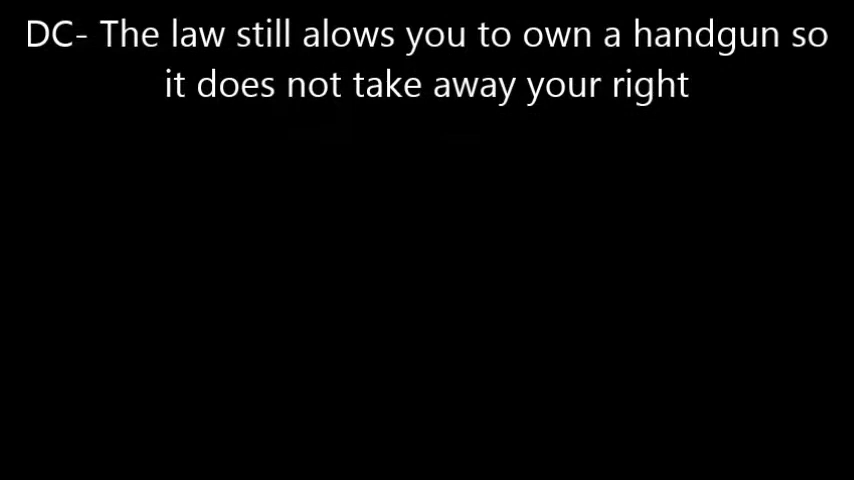 DC- The law still alows you to own a handgun so
it does not take away your right